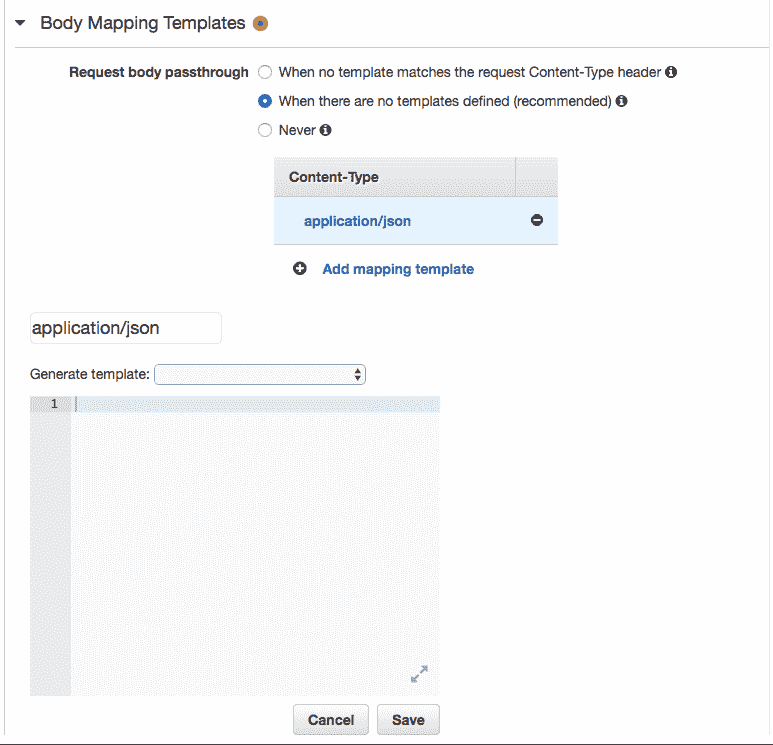 Body Mapping Templates
Request body passthrough When no template matches the request Content-Type header
When there are no templates defined (recommended)
Never
Content-Type
application/json
Add mapping template
application/json
Generate template:
1
Cancel Save